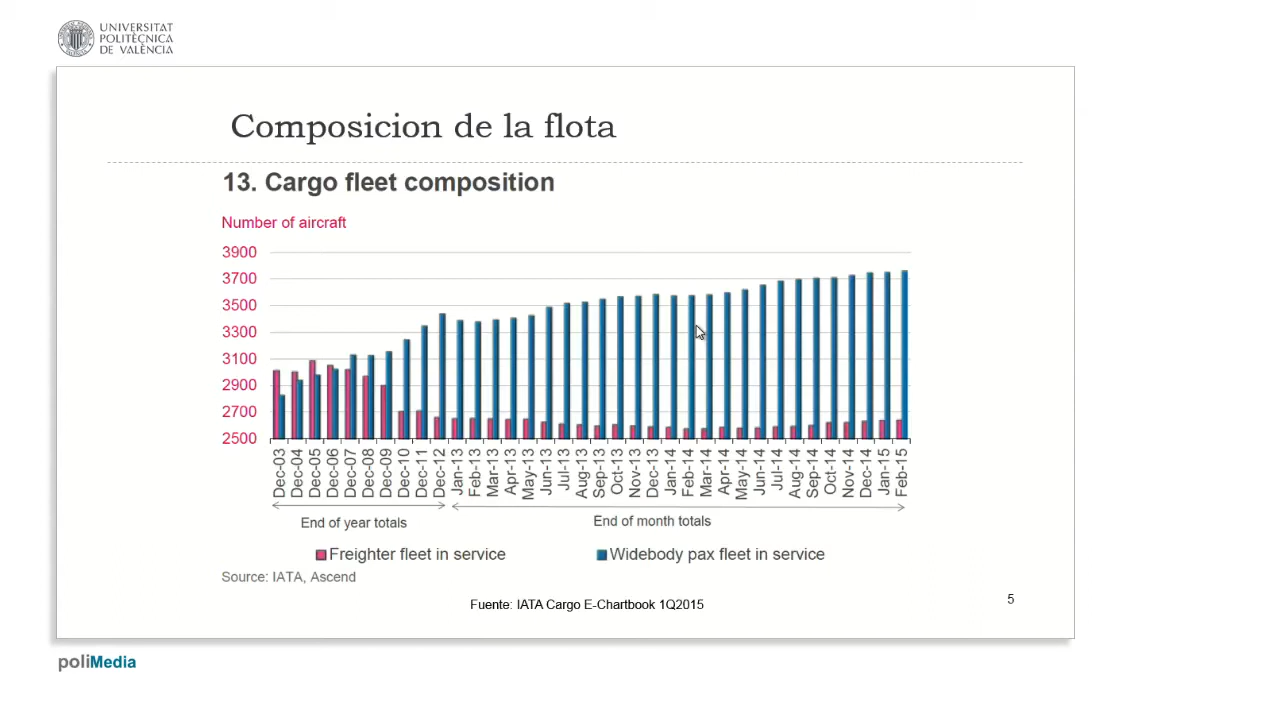 UNIVERSITAT
POLITÈCNICA
DE VALÈNCIA
Composicion de la flota
13. Cargo fleet composition
Number of aircraft
3900
3700
3500
3300
3100
2900
2700
2500
Dec-03 Dec-04 Dec-05 Dec-06 Dec-07 Dec-08 Dec-09 Dec-10 Dec-11 Dec-12 Jan-13 Feb-13 Mar-13 Apr-13 May-13 Jun-13 Jul-13 Aug-13 Sep-13 Oct-13 Nov-13 Dec-13 Jan-14 Feb-14 Mar-14 Apr-14 May-14 Jun-14 Jul-14 Aug-14 Sep-14 Oct-14 Nov-14 Dec-14 Jan-15 Feb-15
End of year totals End of month totals
Freighter fleet in service Widebody pax fleet in service
Source: IATA, Ascend
Fuente: IATA Cargo E-Chartbook 1Q2015
5
poliMedia